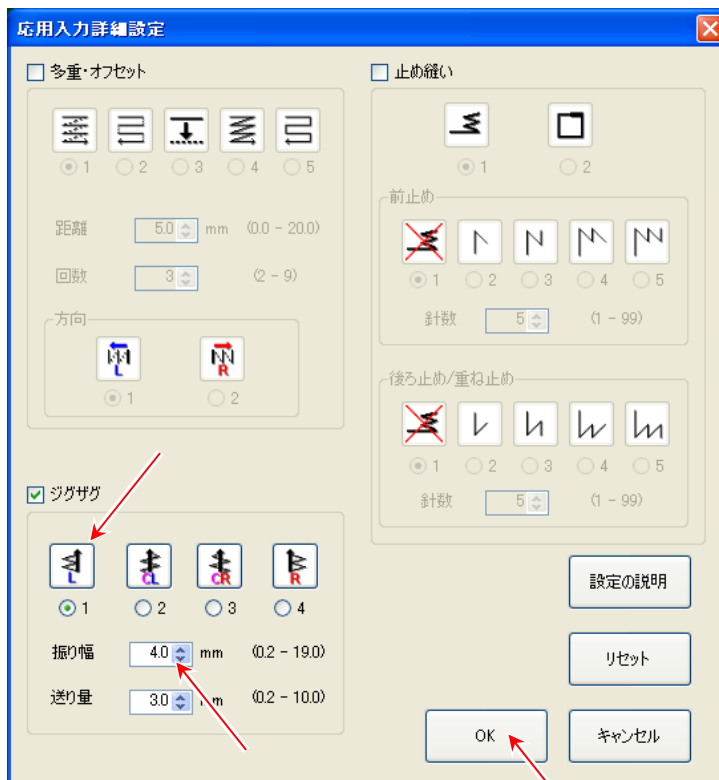 応用入力詳細設定
多重・オフセット
1 2 3 4 5
距離 5.0 mm (0.0 - 20.0)
回数 3 (2 - 9)
方向
L R
1 2
ジグザグ
L CL CR R
1 2 3 4
振り幅 4.0 mm (0.2 - 19.0)
送り量 3.0 mm (0.2 - 10.0)
止め縫い
1 2
前止め
1 2 3 4 5
針数 5 (1 - 99)
後ろ止め/重ね止め
1 2 3 4 5
針数 5 (1 - 99)
設定の説明
リセット
OK キャンセル